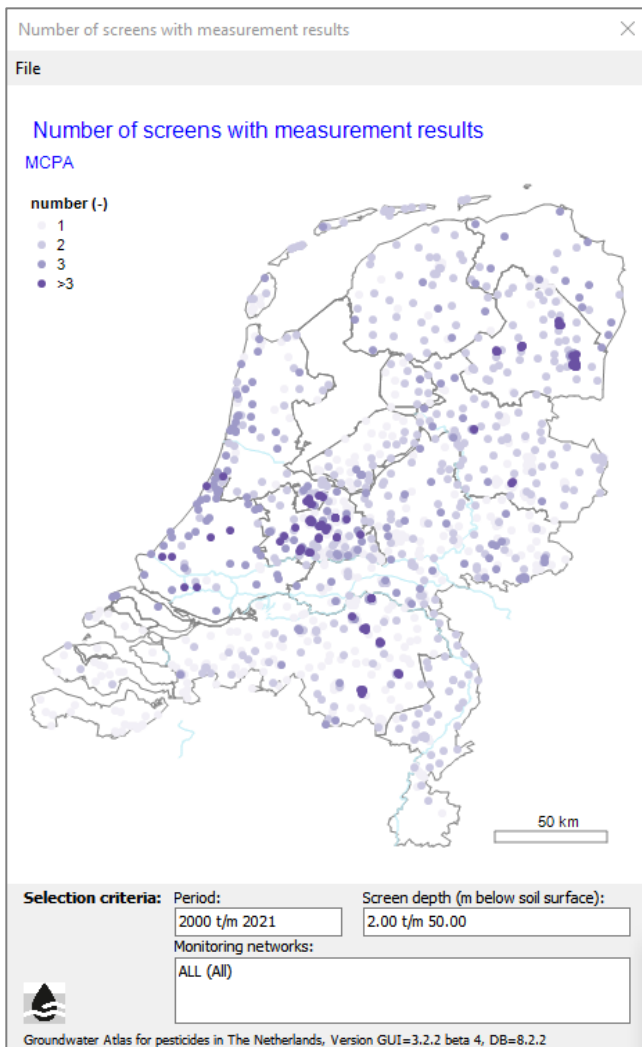 Number of screens with measurement results
File
Number of screens with measurement results
MCPA
number (-)
1
2
3
>3
50 km
Selection criteria: Period: Screen depth (m below soil surface):
2000 t/m 2021 2.00 t/m 50.00
Monitoring networks:
ALL (All)
Groundwater Atlas for pesticides in The Netherlands, Version GUI=3.2.2 beta 4, DB=8.2.2